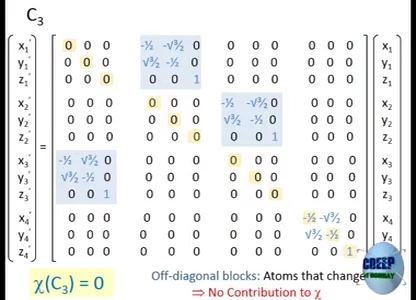 C₃
x₁′ 0 0 0 -½ -√³⁄₂ 0 0 0 0 0 0 0 x₁
y₁′ 0 0 0 √³⁄₂ -½ 0 0 0 0 0 0 0 y₁
z₁′ 0 0 0 0 0 1 0 0 0 0 0 0 z₁
x₂′ 0 0 0 0 0 0 -½ -√³⁄₂ 0 0 0 0 x₂
y₂′ 0 0 0 0 0 0 √³⁄₂ -½ 0 0 0 0 y₂
z₂′ = 0 0 0 0 0 0 0 0 1 0 0 0 z₂
x₃′ -½ √³⁄₂ 0 0 0 0 0 0 0 0 0 0 x₃
y₃′ √³⁄₂ -½ 0 0 0 0 0 0 0 0 0 0 y₃
z₃′ 0 0 1 0 0 0 0 0 0 0 0 0 z₃
x₄′ 0 0 0 0 0 0 0 0 0 -½ -√³⁄₂ 0 x₄
y₄′ 0 0 0 0 0 0 0 0 0 √³⁄₂ -½ 0 y₄
z₄′ 0 0 0 0 0 0 0 0 0 0 0 1 z₄
χ(C₃) = 0
Off-diagonal blocks: Atoms that change
⇒ No Contribution to χ
CDEEP